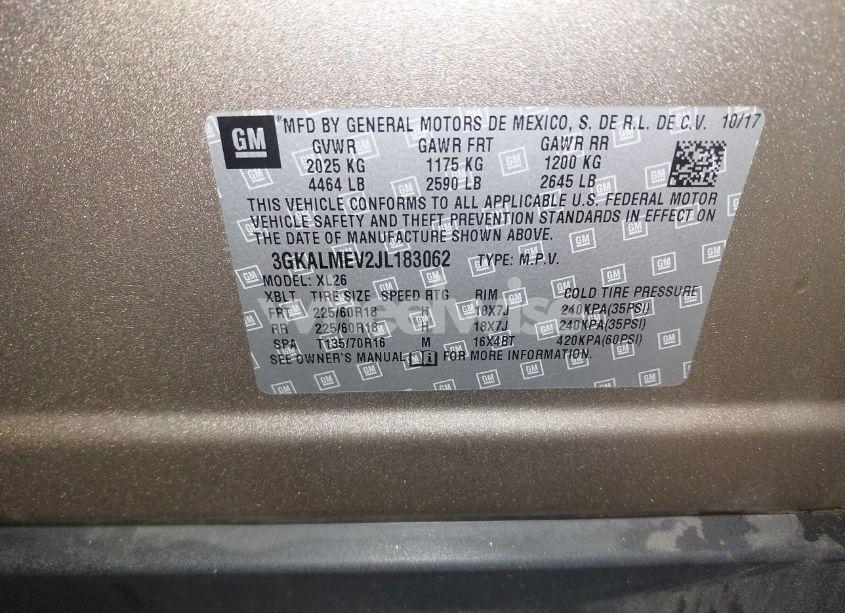 GM ®MFD BY GENERAL MOTORS DE MEXICO, S. DE R.L. DE C.V. 10/17
GVWR GAWR FRT GAWR RR
2025 KG 1175 KG 1200 KG
4464 LB 2590 LB 2645 LB
THIS VEHICLE CONFORMS TO ALL APPLICABLE U.S. FEDERAL MOTOR
VEHICLE SAFETY AND THEFT PREVENTION STANDARDS IN EFFECT ON
THE DATE OF MANUFACTURE SHOWN ABOVE.
3GKALMEV2JL183062 TYPE: M.P.V.
MODEL: XL26
XBLT TIRE SIZE SPEED RTG RIM COLD TIRE PRESSURE
FRT 225/60R18 H 18X7J 240KPA(35PSI)
RR 225/60R18 H 18X7J 240KPA(35PSI)
SPA T135/70R16 M 16X4BT 420KPA(60PSI)
SEE OWNER'S MANUAL FOR MORE INFORMATION.